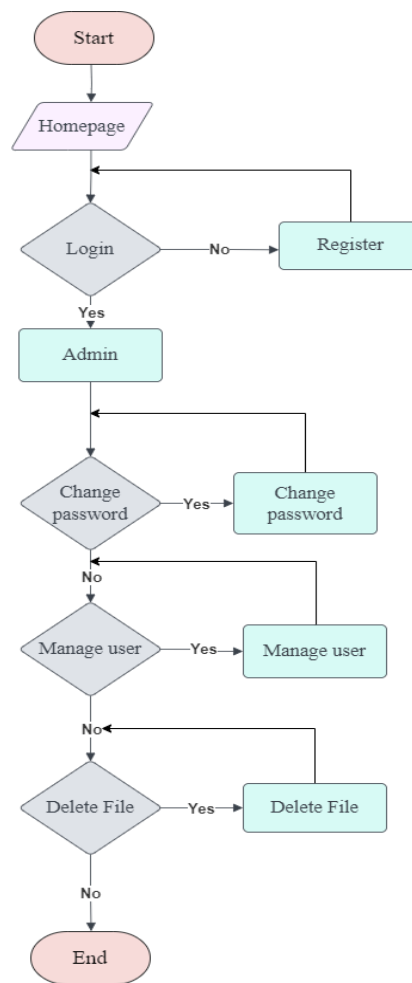 Start
Homepage
Login
No
Register
Yes
Admin
Change
password
Yes
Change
password
No
Manage user
Yes
Manage user
No
Delete File
Yes
Delete File
No
End